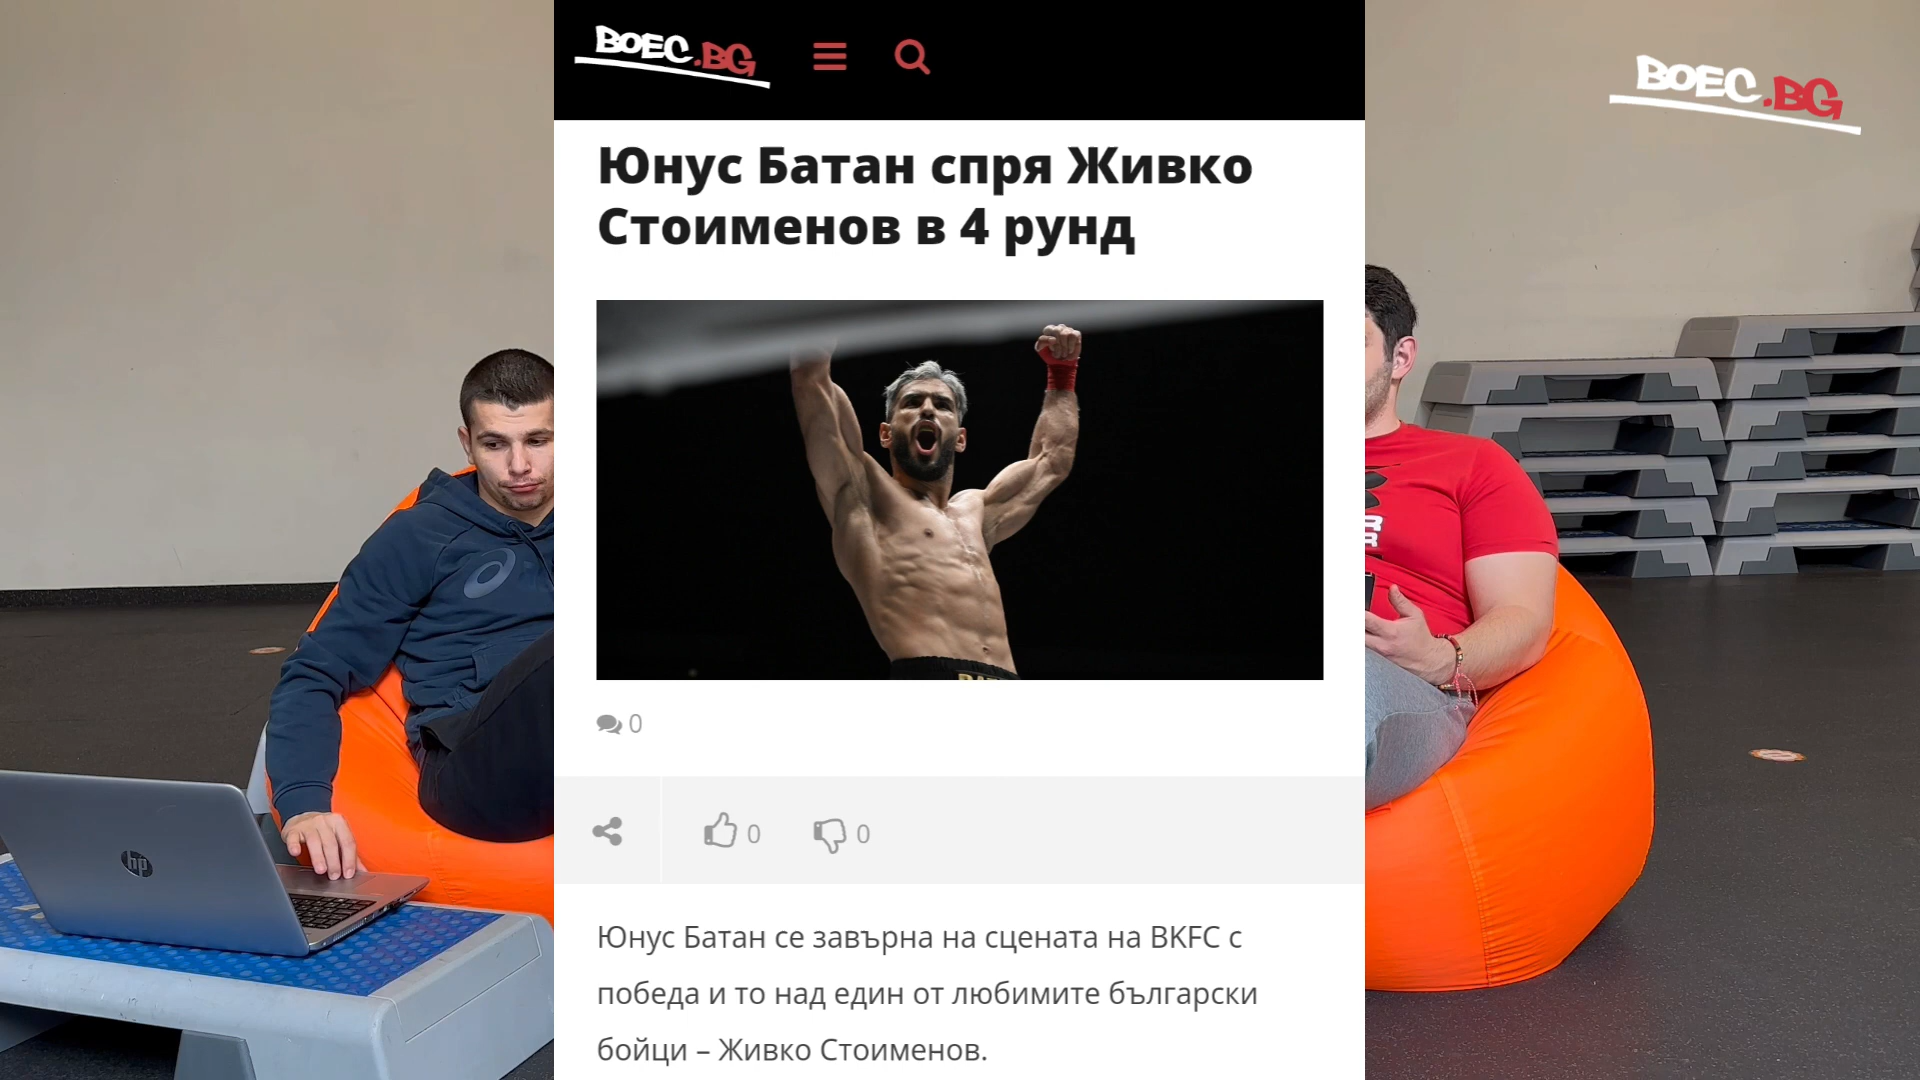 BOEC.BG
BOEC.BG
Юнус Батан спря Живко
Стоименов в 4 рунд
0
0
0
hp
Юнус Батан се завърна на сцената на BKFC с
победа и то над един от любимите български
бойци – Живко Стоименов.